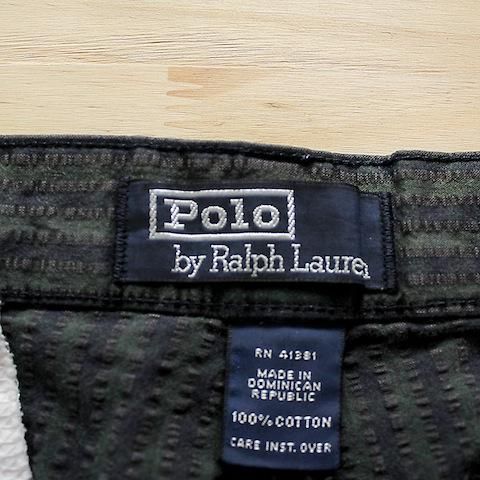 Polo
by Ralph Lauren
RN 41381
MADE IN
DOMINICAN
REPUBLIC
100% COTTON
CARE INST. OVER